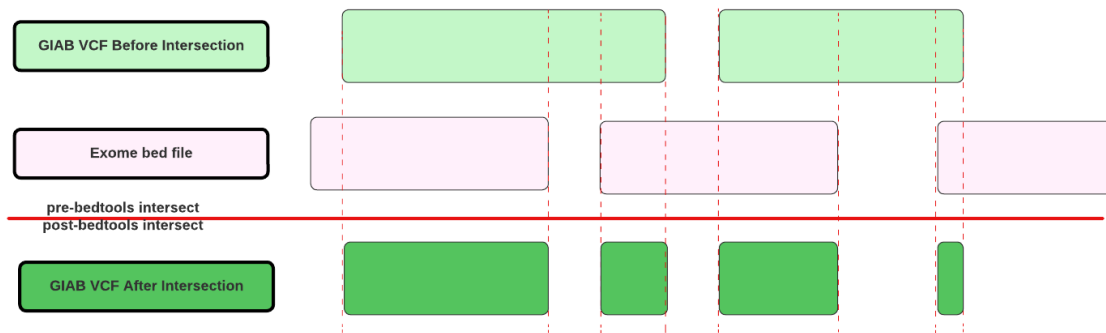 GIAB VCF Before Intersection
Exome bed file
pre-bedtools intersect
post-bedtools intersect
GIAB VCF After Intersection